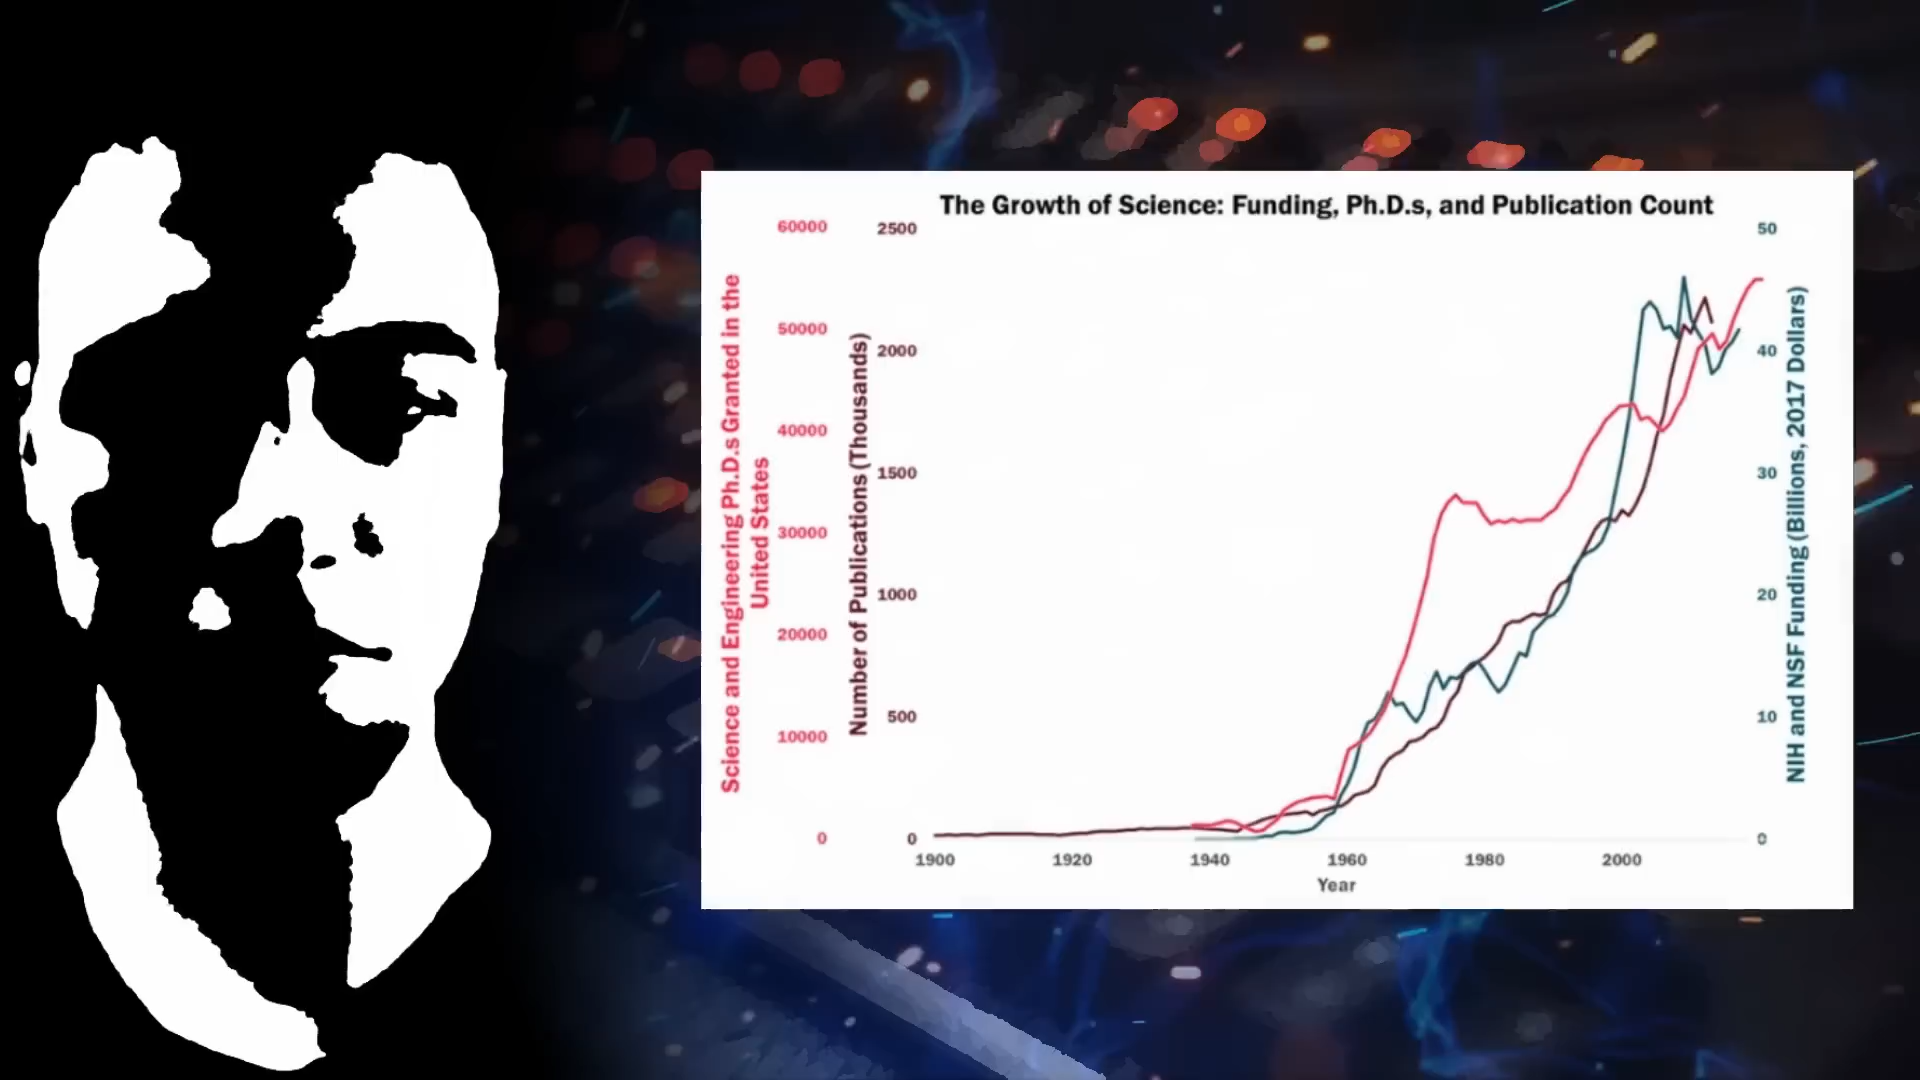 The Growth of Science: Funding, Ph.D.s, and Publication Count
Science and Engineering Ph.D.s Granted in the
United States
60000
50000
40000
30000
20000
10000
0
Number of Publications (Thousands)
2500
2000
1500
1000
500
0
50
40
30
20
10
0
NIH and NSF Funding (Billions, 2017 Dollars)
1900 1920 1940 1960 1980 2000
Year